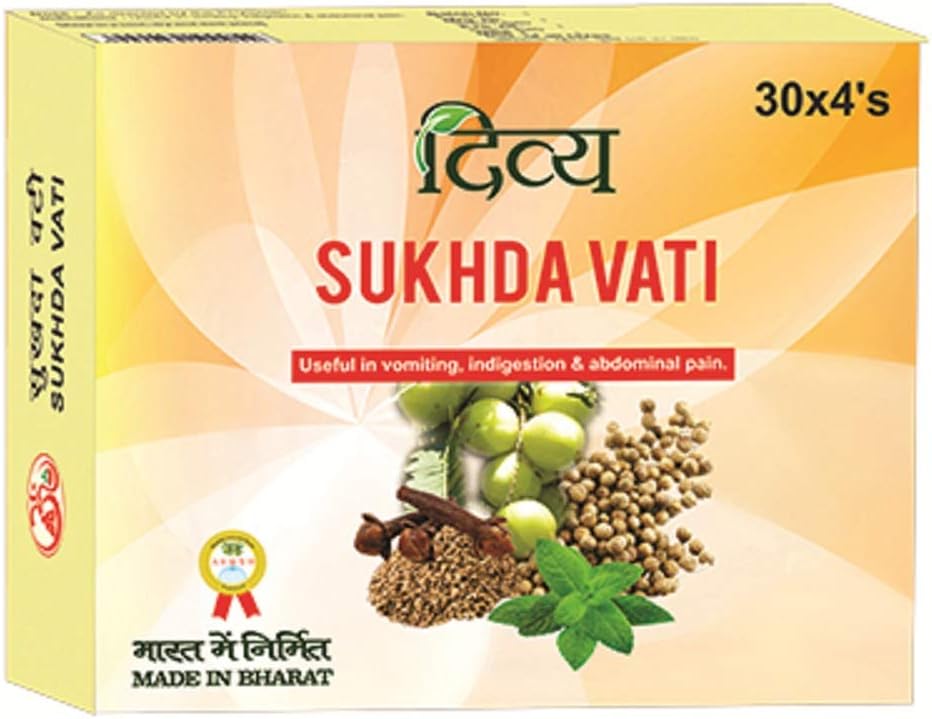 30x4's
दिव्य
SUKHDA VATI
Useful in vomiting, indigestion & abdominal pain.
सुखदा वटी
SUKHDA VATI
भारत में निर्मित
MADE IN BHARAT